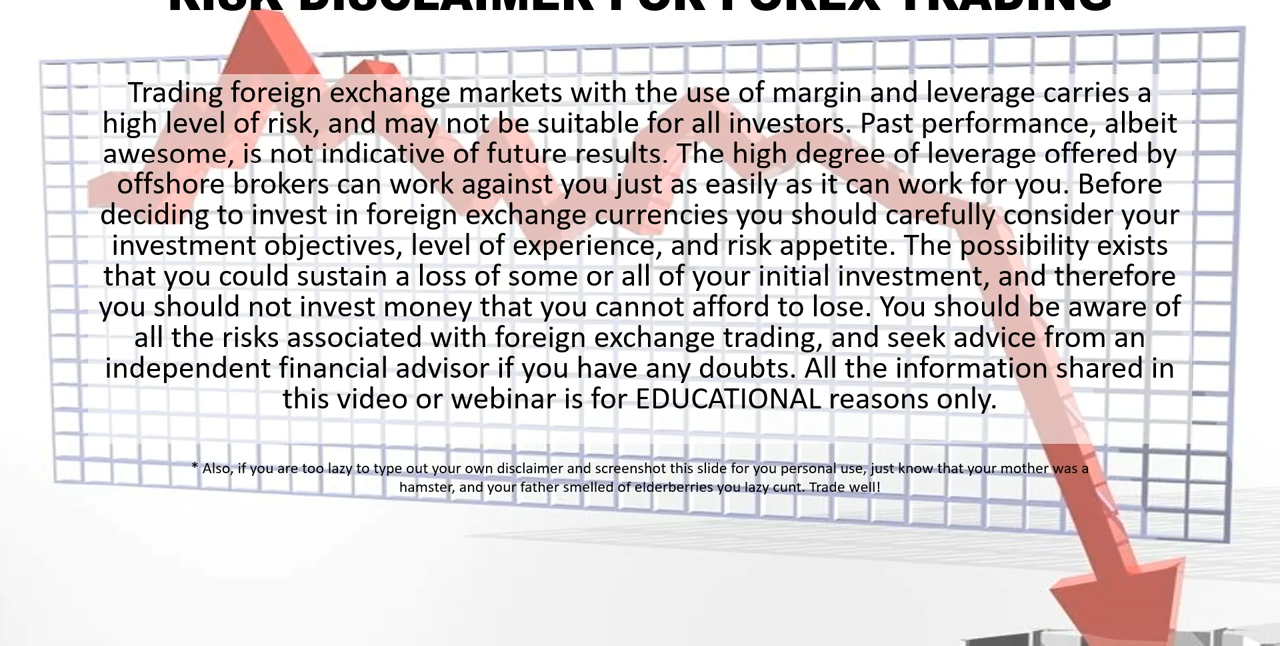 RISK DISCLAIMER FOR FOREX TRADING
Trading foreign exchange markets with the use of margin and leverage carries a
high level of risk, and may not be suitable for all investors. Past performance, albeit
awesome, is not indicative of future results. The high degree of leverage offered by
offshore brokers can work against you just as easily as it can work for you. Before
deciding to invest in foreign exchange currencies you should carefully consider your
investment objectives, level of experience, and risk appetite. The possibility exists
that you could sustain a loss of some or all of your initial investment, and therefore
you should not invest money that you cannot afford to lose. You should be aware of
all the risks associated with foreign exchange trading, and seek advice from an
independent financial advisor if you have any doubts. All the information shared in
this video or webinar is for EDUCATIONAL reasons only.
* Also, if you are too lazy to type out your own disclaimer and screenshot this slide for you personal use, just know that your mother was a
hamster, and your father smelled of elderberries you lazy cunt. Trade well!